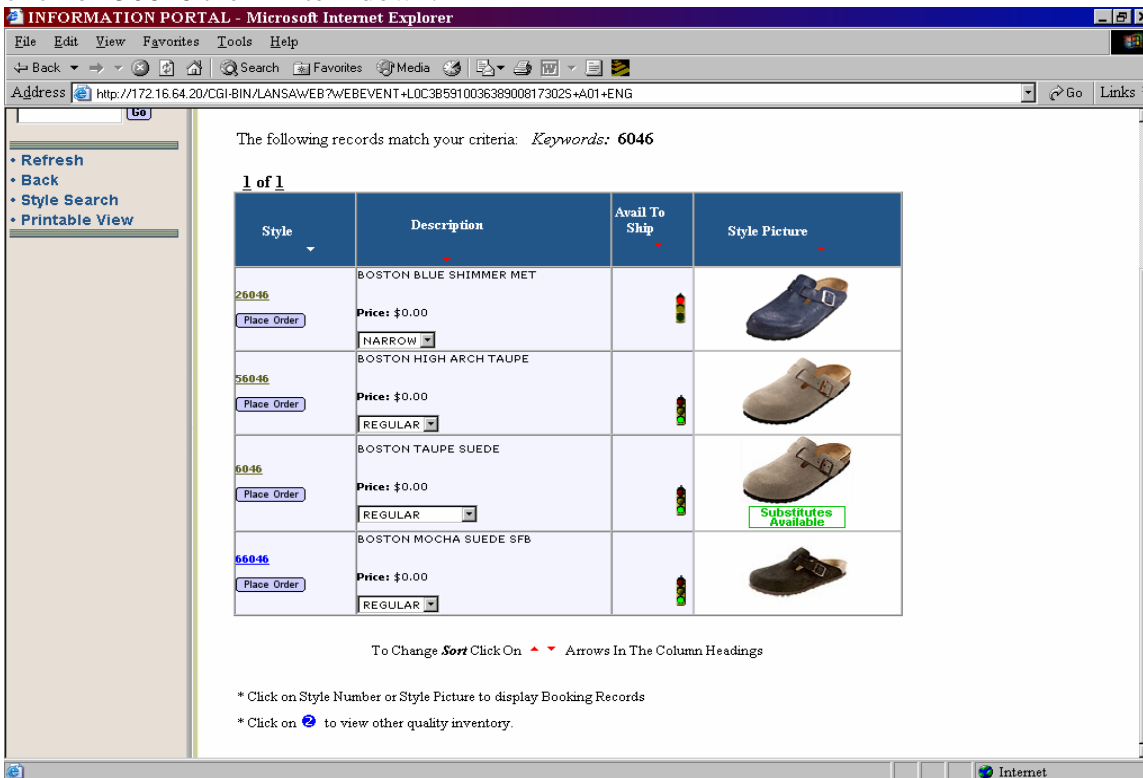 INFORMATION PORTAL - Microsoft Internet Explorer
File Edit View Favorites Tools Help
Back Search Favorites Media
Address http://172.16.64.20/CGI-BIN/LANSAWEB?WEBEVENT+L0C3B5910036389008173025+A01+ENG Go Links
Go
The following records match your criteria: Keywords: 6046
• Refresh
• Back
• Style Search
• Printable View
1 of 1
Style Description Avail To Ship Style Picture
BOSTON BLUE SHIMMER MET
26046
Price: $0.00
Place Order
NARROW
BOSTON HIGH ARCH TAUPE
56046
Price: $0.00
Place Order
REGULAR
BOSTON TAUPE SUEDE
6046
Price: $0.00
Place Order
REGULAR
Substitutes
Available
BOSTON MOCHA SUEDE SFB
66046
Price: $0.00
Place Order
REGULAR
To Change Sort Click On Arrows In The Column Headings
* Click on Style Number or Style Picture to display Booking Records
* Click on 2 to view other quality inventory.
Internet